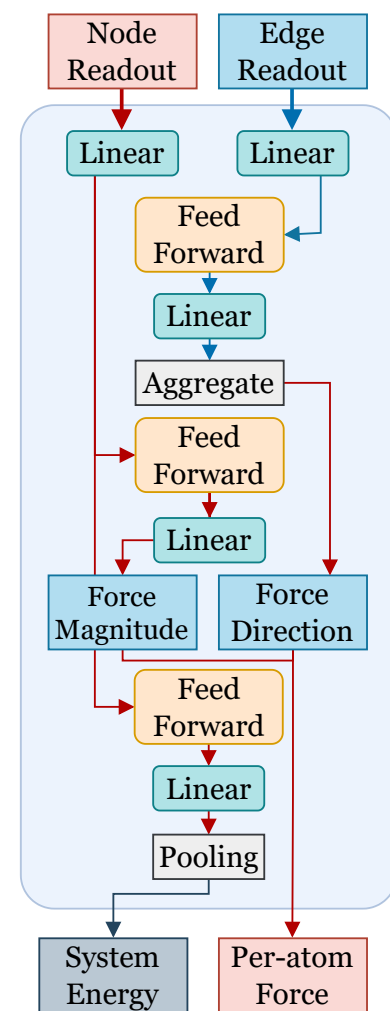 Node
Readout
Edge
Readout
Linear
Linear
Feed
Forward
Linear
Aggregate
Feed
Forward
Linear
Force
Magnitude
Force
Direction
Feed
Forward
Linear
Pooling
System
Energy
Per-atom
Force